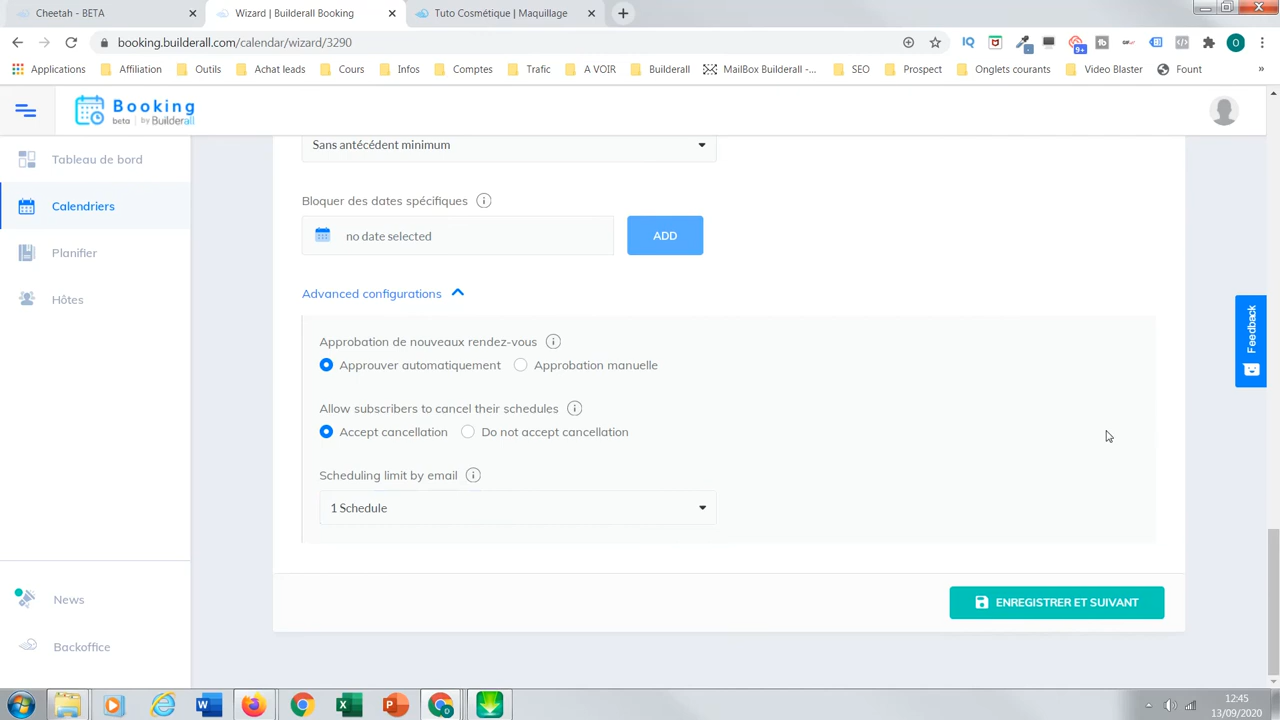 Cheetah - BETA
Wizard | Builderall Booking
Tuto Cosmétique | Maquillage
booking.builderall.com/calendar/wizard/3290
Applications
Affiliation
Outils
Achat leads
Cours
Infos
Comptes
Trafic
A VOIR
Builderall
MailBox Builderall -...
SEO
Prospect
Onglets courants
Video Blaster
Fount
Booking
beta | by Builderall
Tableau de bord
Calendriers
Planifier
Hôtes
News
Backoffice
Sans antécédent minimum
Bloquer des dates spécifiques
no date selected
ADD
Advanced configurations
Approbation de nouveaux rendez-vous
Approuver automatiquement
Approbation manuelle
Allow subscribers to cancel their schedules
Accept cancellation
Do not accept cancellation
Scheduling limit by email
1 Schedule
ENREGISTRER ET SUIVANT
Feedback
12:45
13/09/2020